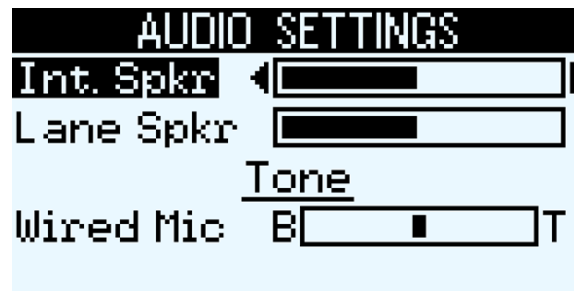 AUDIO SETTINGS
Int. Spkr
Lane Spkr
Tone
Wired Mic B T